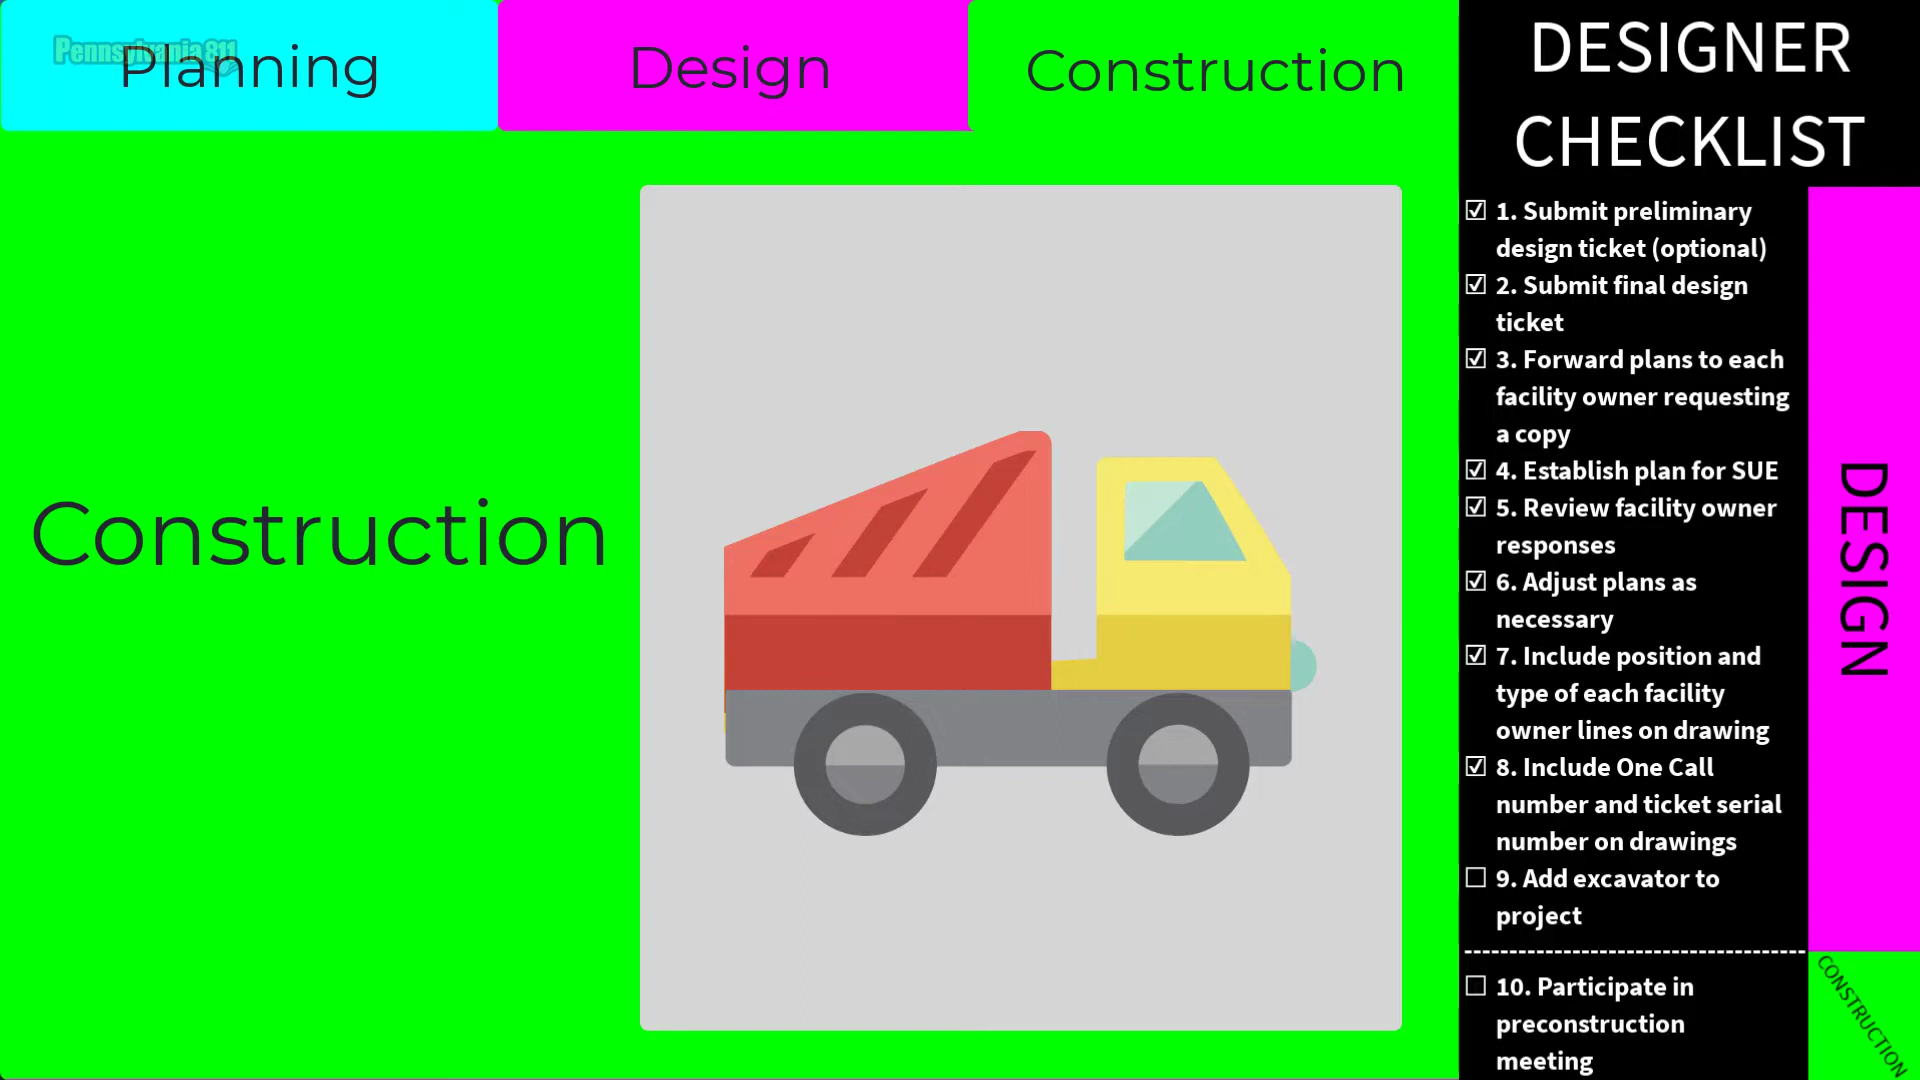 Pennsylvania 811
Planning
Design
Construction
Construction
DESIGNER
CHECKLIST
☑ 1. Submit preliminary
design ticket (optional)
☑ 2. Submit final design
ticket
☑ 3. Forward plans to each
facility owner requesting
a copy
☑ 4. Establish plan for SUE
☑ 5. Review facility owner
responses
☑ 6. Adjust plans as
necessary
☑ 7. Include position and
type of each facility
owner lines on drawing
☑ 8. Include One Call
number and ticket serial
number on drawings
☐ 9. Add excavator to
project
☐ 10. Participate in
preconstruction
meeting
DESIGN
CONSTRUCTION